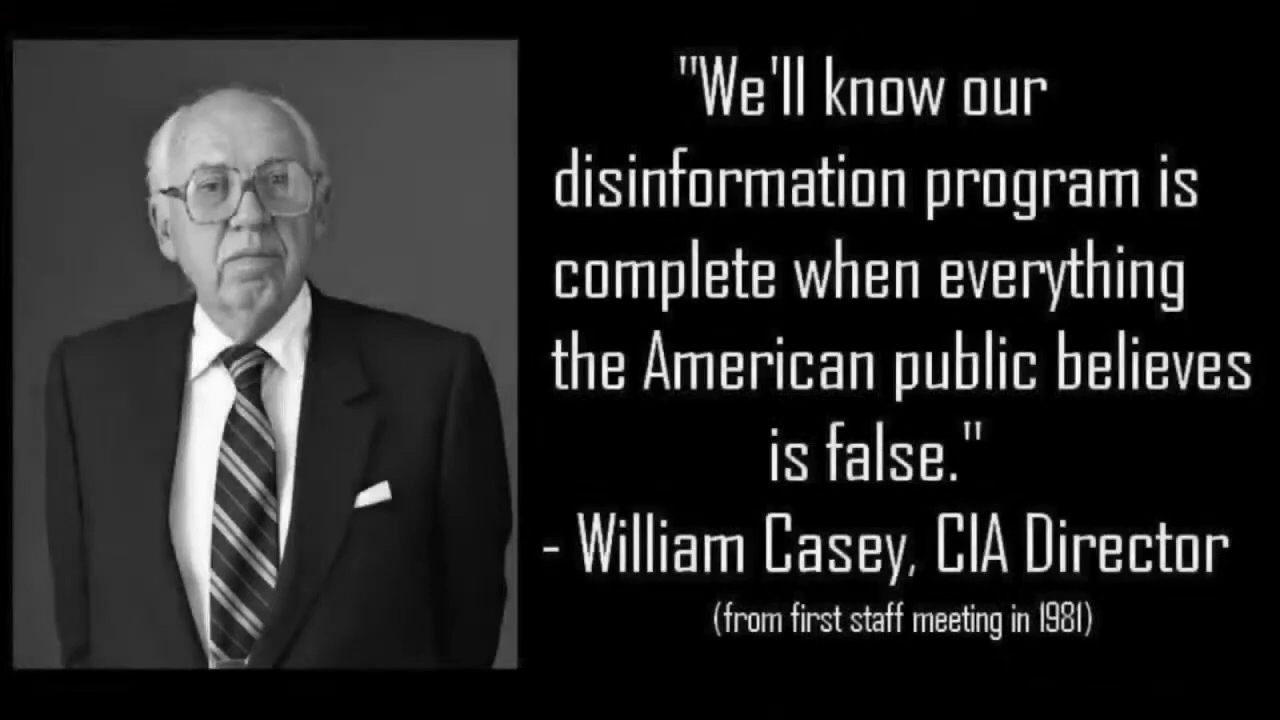 "We'll know our
disinformation program is
complete when everything
the American public believes
is false."
- William Casey, CIA Director
(from first staff meeting in 1981)